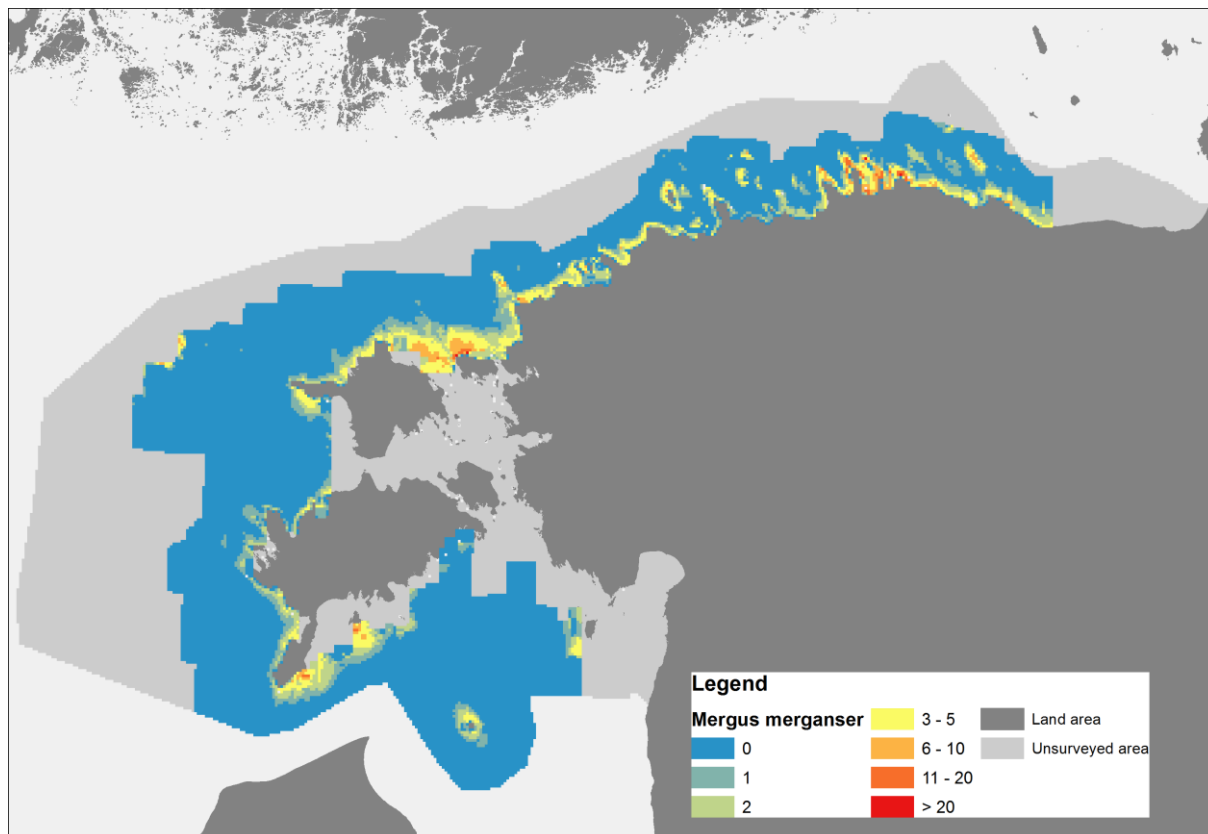 Legend
Mergus merganser
0
1
2
3 - 5
6 - 10
11 - 20
> 20
Land area
Unsurveyed area